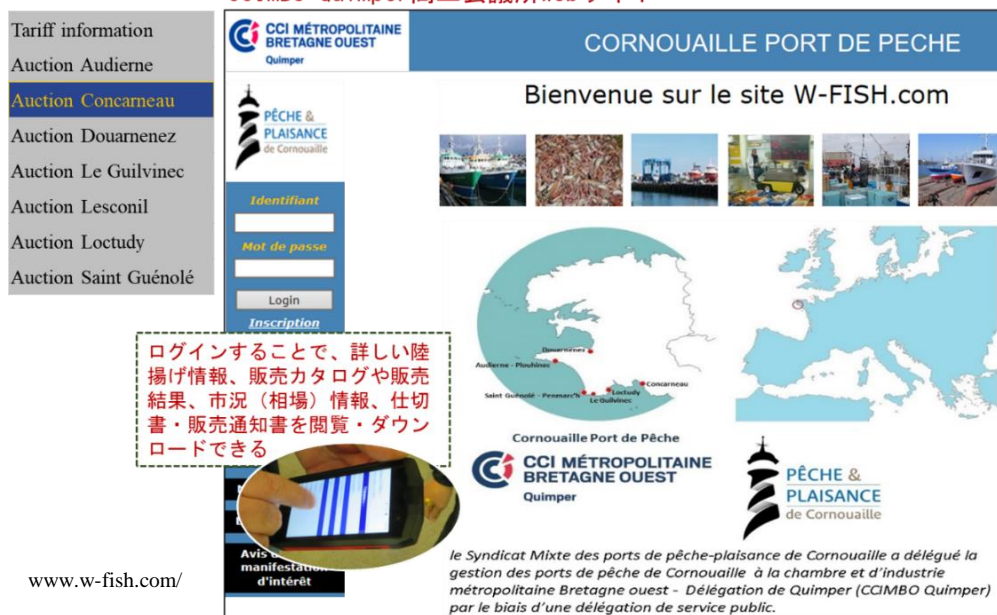 Tariff information
Auction Audierne
Auction Concarneau
Auction Douarnenez
Auction Le Guilvinec
Auction Lesconil
Auction Loctudy
Auction Saint Guénolé
CCI MÉTROPOLITAINE
BRETAGNE OUEST
Quimper
CORNOUAILLE PORT DE PECHE
PÊCHE &
PLAISANCE
de Cornouaille
Bienvenue sur le site W-FISH.com
Identifiant
Mot de passe
Login
Inscription
ログインすることで、詳しい陸
揚げ情報、販売カタログや販売
結果、市況（相場）情報、仕切
書・販売通知書を閲覧・ダウン
ロードできる
Douarnenez
Audierne - Plouhinec
Concarneau
Loctudy
Saint Guénolé - Penmarc'h
Le Guilvinec
Cornouaille Port de Pêche
CCI MÉTROPOLITAINE
BRETAGNE OUEST
Quimper
PÊCHE &
PLAISANCE
de Cornouaille
Avis
manifestation
d'intérêt
le Syndicat Mixte des ports de pêche-plaisance de Cornouaille a délégué la
gestion des ports de pêche de Cornouaille à la chambre et d'industrie
métropolitaine Bretagne ouest - Délégation de Quimper (CCIMBO Quimper)
par le biais d'une délégation de service public.
www.w-fish.com/